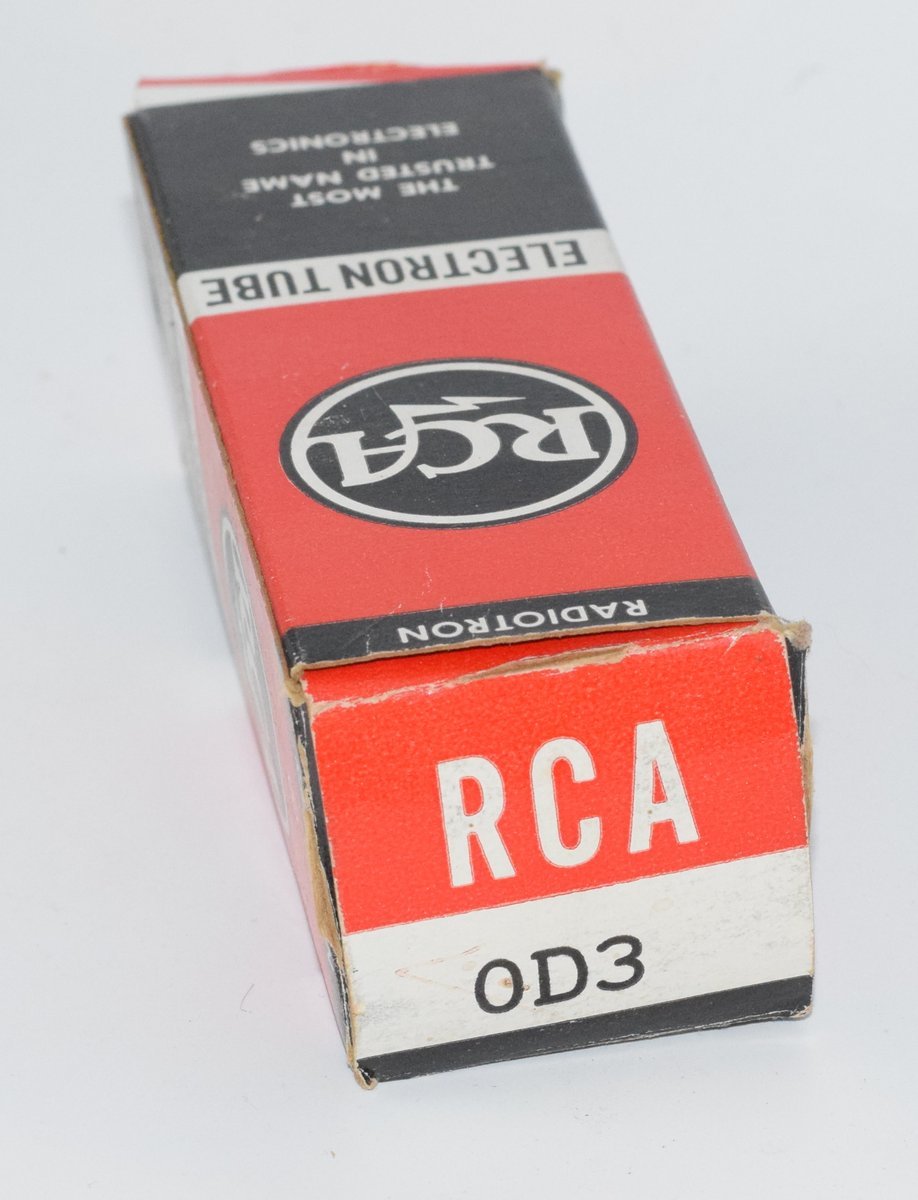 THE MOST
TRUSTED NAME
IN
ELECTRONICS
ELECTRON TUBE
RCA
RADIOTRON
RCA
0D3